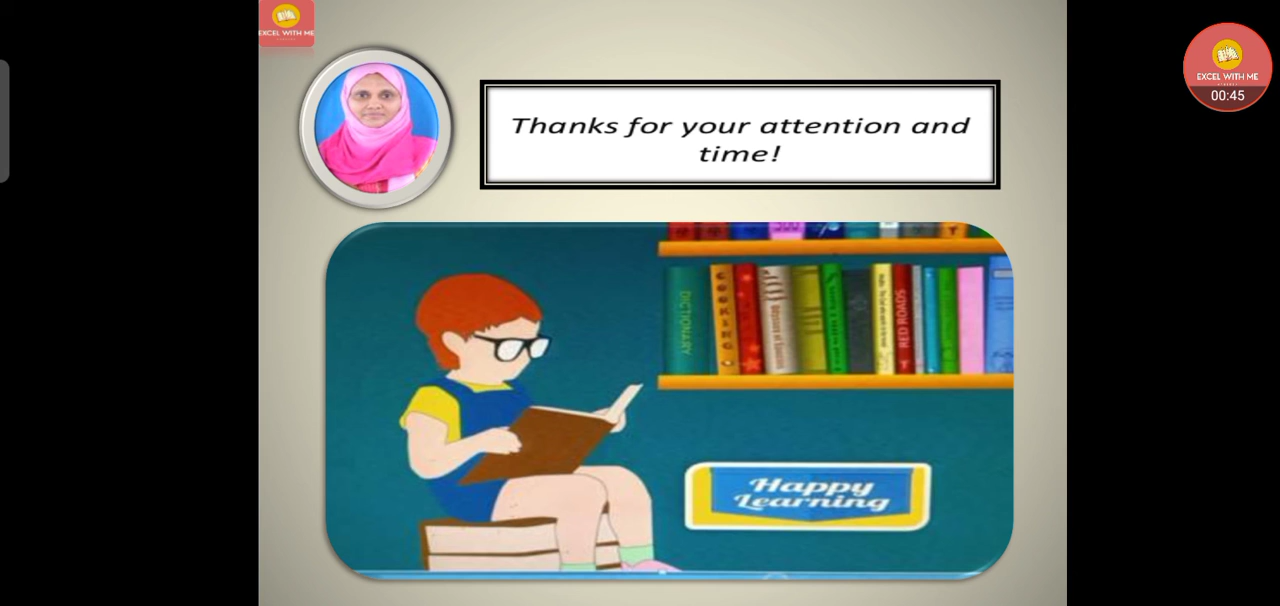 EXCEL WITH ME
EXCEL WITH ME
00:45
Thanks for your attention and
time!
DICTIONARY
COOKING
RED ROADS
Happy
Learning